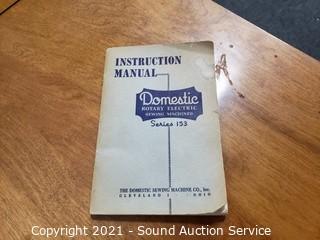 INSTRUCTION
MANUAL
Domestic
ROTARY ELECTRIC
SEWING MACHINES
Series 153
THE DOMESTIC SEWING MACHINE CO., Inc.
CLEVELAND 1 OHIO
Copyright 2021 - Sound Auction Service